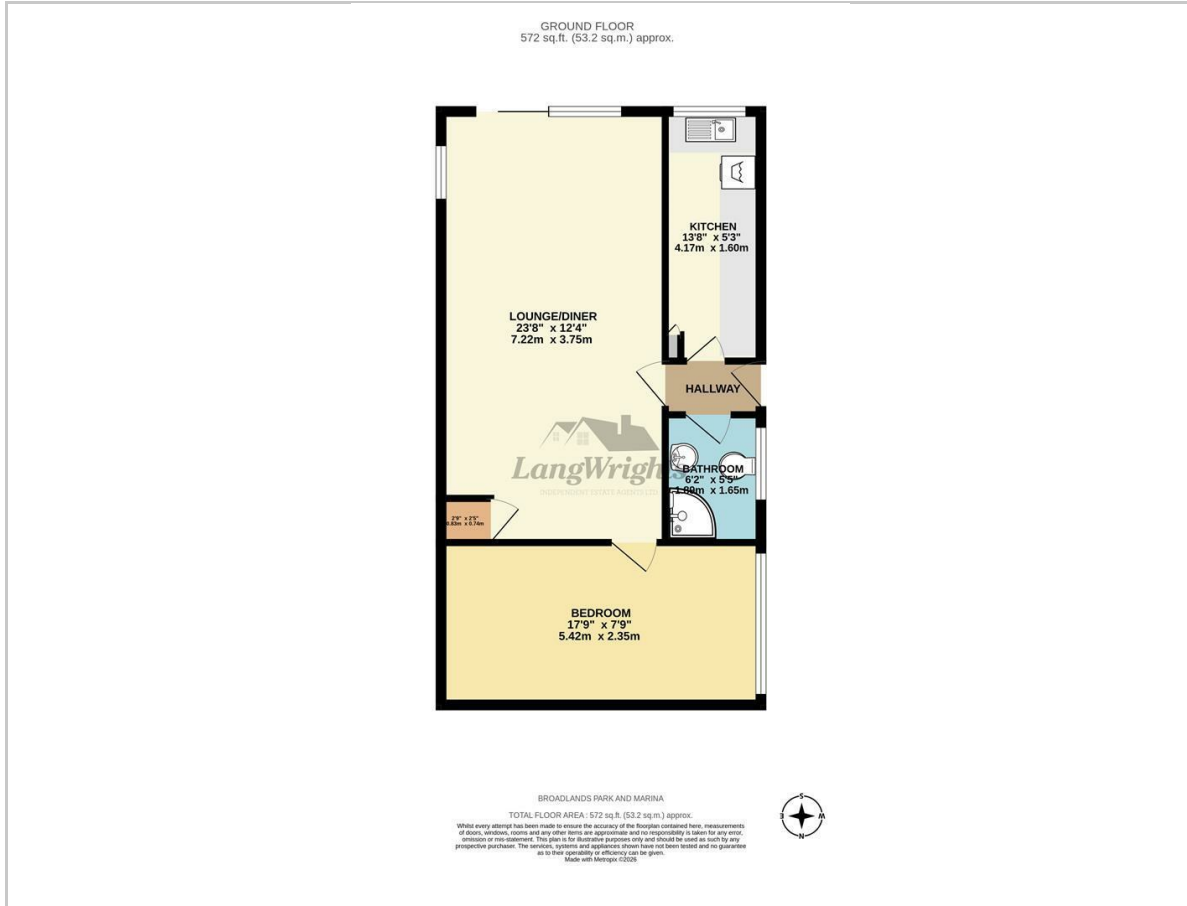 GROUND FLOOR
572 sq.ft. (53.2 sq.m.) approx.
KITCHEN
13'8" x 5'3"
4.17m x 1.60m
LOUNGE/DINER
23'8" x 12'4"
7.22m x 3.75m
HALLWAY
LangWrights
INDEPENDENT ESTATE AGENTS LTD
BATHROOM
6'2" x 5'5"
1.89m x 1.65m
2'9" x 2'5"
0.83m x 0.74m
BEDROOM
17'9" x 7'9"
5.42m x 2.35m
BROADLANDS PARK AND MARINA
TOTAL FLOOR AREA : 572 sq.ft. (53.2 sq.m.) approx.
Whilst every attempt has been made to ensure the accuracy of the floorplan contained here, measurements
of doors, windows, rooms and any other items are approximate and no responsibility is taken for any error,
omission or mis-statement. This plan is for illustrative purposes only and should be used as such by any
prospective purchaser. The services, systems and appliances shown have not been tested and no guarantee
as to their operability or efficiency can be given.
Made with Metropix ©2026
S
E
W
N